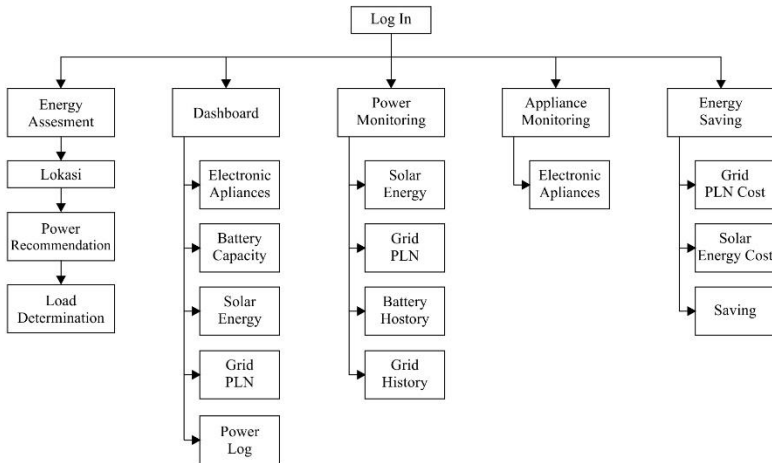 Log In
Energy
Assesment
Lokasi
Power
Recommendation
Load
Determination
Dashboard
Electronic
Apliances
Battery
Capacity
Solar
Energy
Grid
PLN
Power
Log
Power
Monitoring
Solar
Energy
Grid
PLN
Battery
Hostory
Grid
History
Appliance
Monitoring
Electronic
Apliances
Energy
Saving
Grid
PLN Cost
Solar
Energy Cost
Saving